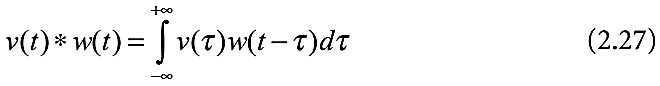 v(t) * w(t) = ∫_{-∞}^{+∞} v(τ)w(t − τ)dτ (2.27)